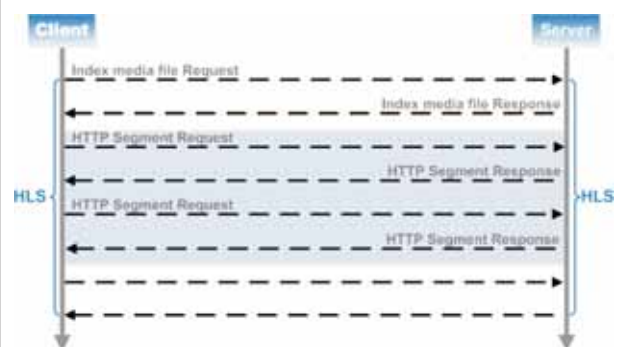 Client Server
Index media file Request
Index media file Response
HTTP Segment Request
HTTP Segment Response
HLS HLS
HTTP Segment Request
HTTP Segment Response